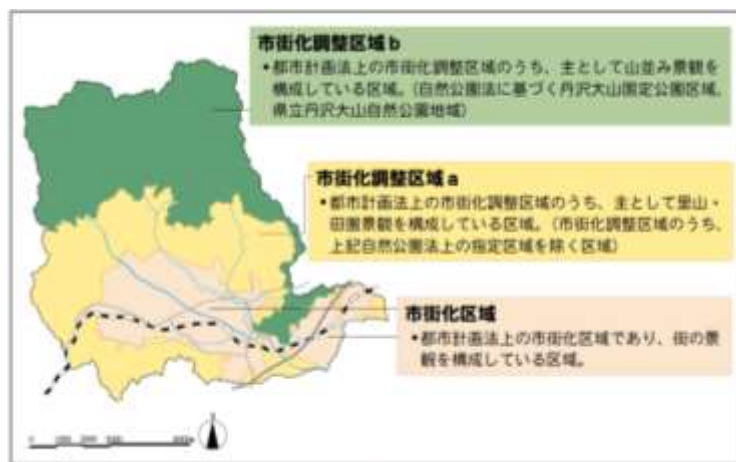 市街化調整区域b
•都市計画法上の市街化調整区域のうち、主として山並み景観を
構成している区域。(自然公園法に基づく丹沢大山国定公園区域、
県立丹沢大山自然公園地域)
市街化調整区域a
•都市計画法上の市街化調整区域のうち、主として里山・
田園景観を構成している区域。(市街化調整区域のうち、
上記自然公園法上の指定区域を除く区域)
市街化区域
•都市計画法上の市街化区域であり、街の景
観を構成している区域。
0